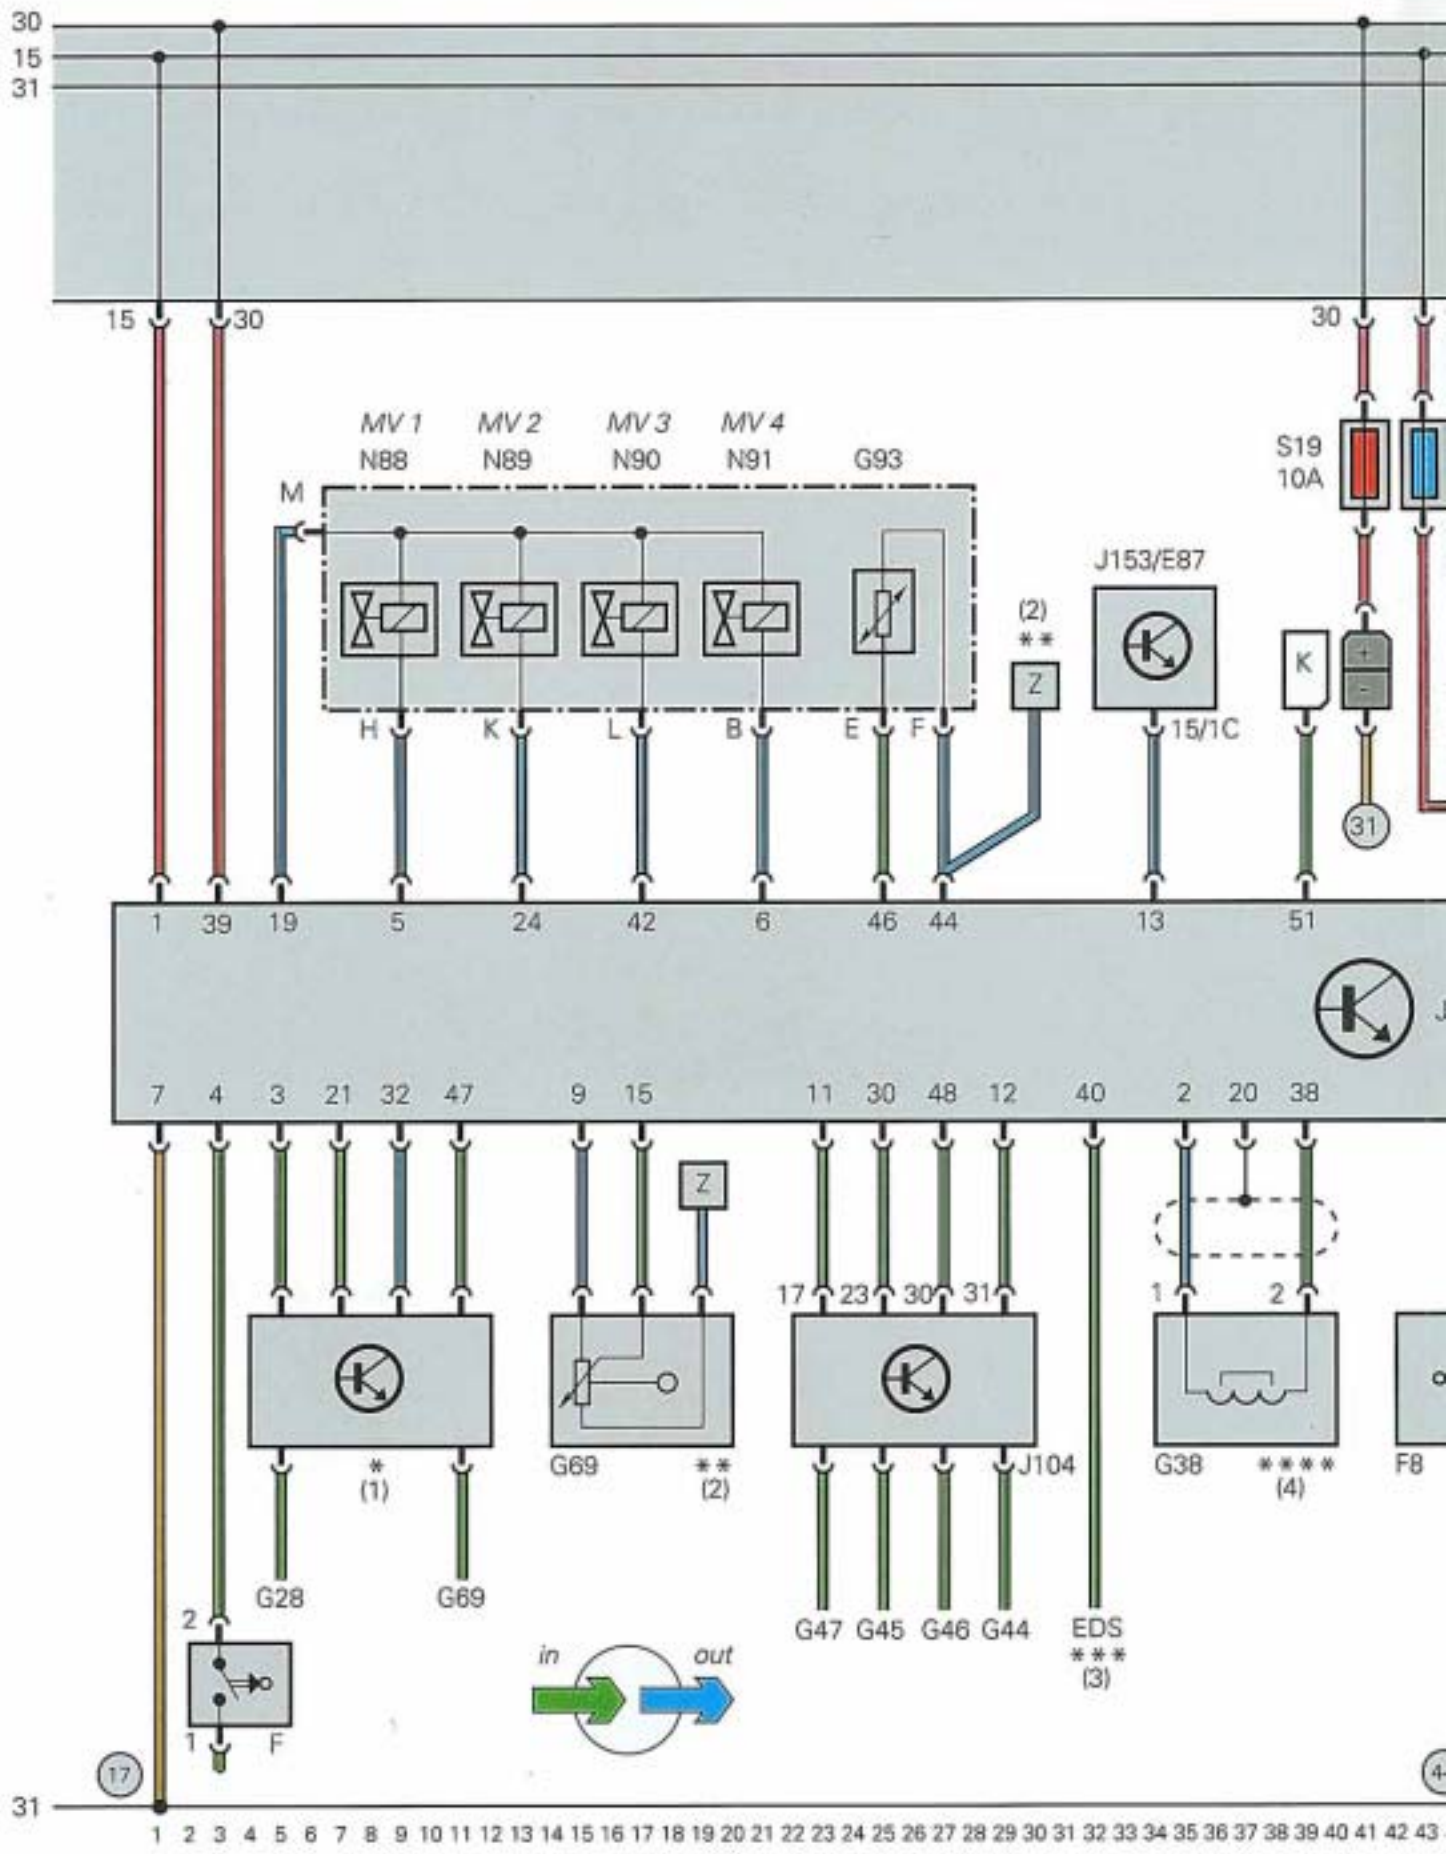 30
15
31
15 30 30
MV 1 MV 2 MV 3 MV 4
N88 N89 N90 N91 G93
S19
10A
M
J153/E87
(2)
**
Z
K
+
-
H K L B E F 15/1C
31
1 39 19 5 24 42 6 46 44 13 51
J
7 4 3 21 32 47 9 15 11 30 48 12 40 2 20 38
Z
17 23 30 31 1 2
G69 ** J104 G38 **** F8
* (2) (4)
(1)
G28 G69
2
G47 G45 G46 G44 EDS
***
(3)
in out
1 F
17
31
1 2 3 4 5 6 7 8 9 10 11 12 13 14 15 16 17 18 19 20 21 22 23 24 25 26 27 28 29 30 31 32 33 34 35 36 37 38 39 40 41 42 43